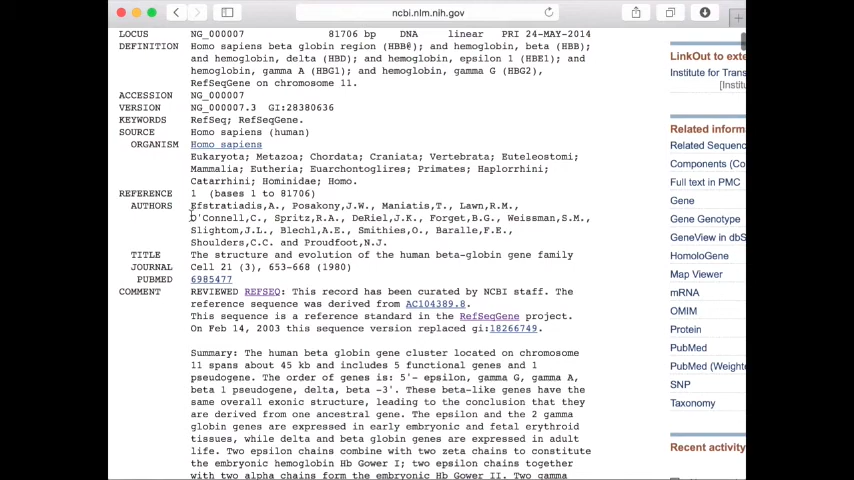 ncbi.nlm.nih.gov
LOCUS NG_000007 81706 bp DNA linear PRI 24-MAY-2014
DEFINITION Homo sapiens beta globin region (HBB@); and hemoglobin, beta (HBB);
and hemoglobin, delta (HBD); and hemoglobin, epsilon 1 (HBE1); and
hemoglobin, gamma A (HBG1); and hemoglobin, gamma G (HBG2),
RefSeqGene on chromosome 11.
ACCESSION NG_000007
VERSION NG_000007.3 GI:28380636
KEYWORDS RefSeq; RefSeqGene.
SOURCE Homo sapiens (human)
ORGANISM Homo sapiens
Eukaryota; Metazoa; Chordata; Craniata; Vertebrata; Euteleostomi;
Mammalia; Eutheria; Euarchontoglires; Primates; Haplorrhini;
Catarrhini; Hominidae; Homo.
REFERENCE 1 (bases 1 to 81706)
AUTHORS Efstratiadis,A., Posakony,J.W., Maniatis,T., Lawn,R.M.,
O'Connell,C., Spritz,R.A., DeRiel,J.K., Forget,B.G., Weissman,S.M.,
Slightom,J.L., Blechl,A.E., Smithies,O., Baralle,F.E.,
Shoulders,C.C. and Proudfoot,N.J.
TITLE The structure and evolution of the human beta-globin gene family
JOURNAL Cell 21 (3), 653-668 (1980)
PUBMED 6985477
COMMENT REVIEWED REFSEQ: This record has been curated by NCBI staff. The
reference sequence was derived from AC104389.8.
This sequence is a reference standard in the RefSeqGene project.
On Feb 14, 2003 this sequence version replaced gi:18266749.
Summary: The human beta globin gene cluster located on chromosome
11 spans about 45 kb and includes 5 functional genes and 1
pseudogene. The order of genes is: 5'- epsilon, gamma G, gamma A,
beta 1 pseudogene, delta, beta -3'. These beta-like genes have the
same overall exonic structure, leading to the conclusion that they
are derived from one ancestral gene. The epsilon and the 2 gamma
globin genes are expressed in early embryonic and fetal erythroid
tissues, while delta and beta globin genes are expressed in adult
life. Two epsilon chains combine with two zeta chains to constitute
the embryonic hemoglobin Hb Gower I; two epsilon chains together
with two alpha chains form the embryonic Hb Gower II. Two gamma
LinkOut to exte
Institute for Trans
[Institu
Related inform
Related Sequenc
Components (Co
Full text in PMC
Gene
Gene Genotype
GeneView in dbS
HomoloGene
Map Viewer
mRNA
OMIM
Protein
PubMed
PubMed (Weighte
SNP
Taxonomy
Recent activity